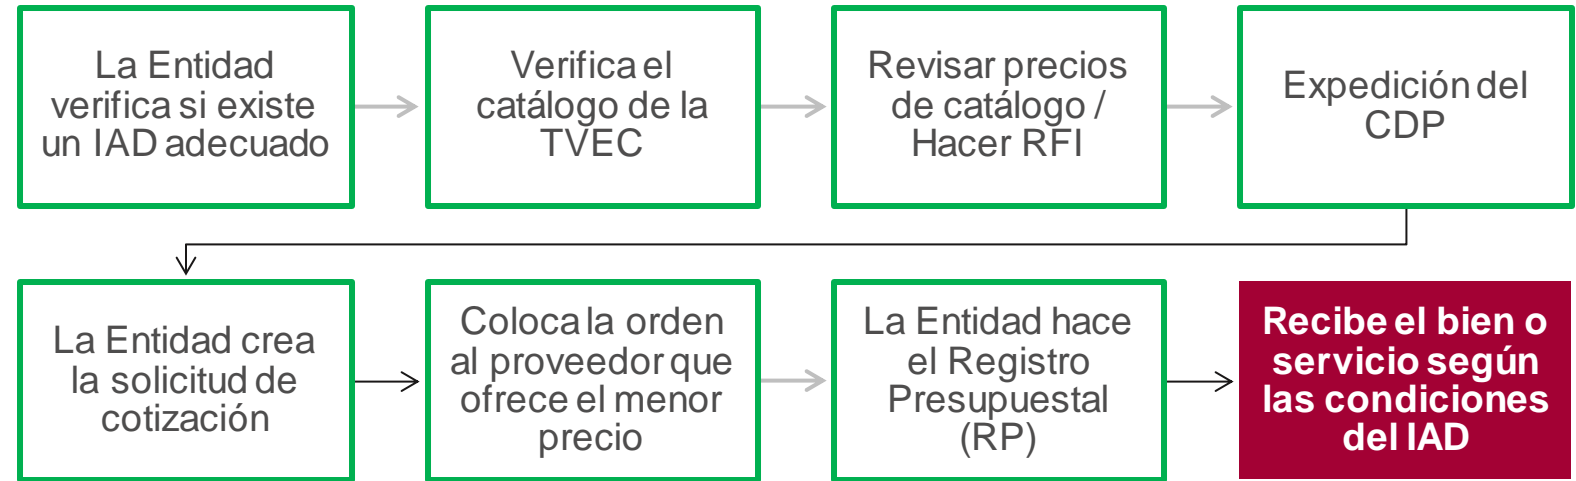 La Entidad
verifica si existe
un IAD adecuado
Verifica el
catálogo de la
TVEC
Revisar precios
de catálogo /
Hacer RFI
Expedición del
CDP
La Entidad crea
la solicitud de
cotización
Coloca la orden
al proveedor que
ofrece el menor
precio
La Entidad hace
el Registro
Presupuestal
(RP)
Recibe el bien o
servicio según
las condiciones
del IAD